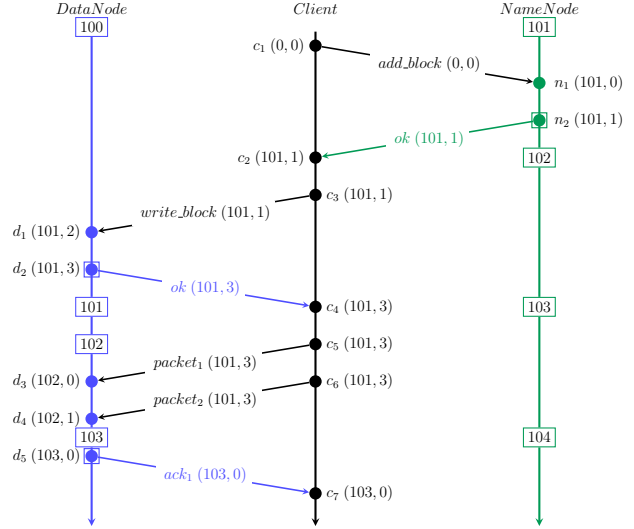 DataNode Client NameNode
100 101
c₁ (0, 0)
add_block (0, 0)
n₁ (101, 0)
n₂ (101, 1)
ok (101, 1)
c₂ (101, 1) 102
c₃ (101, 1)
write_block (101, 1)
d₁ (101, 2)
d₂ (101, 3)
ok (101, 3)
101 c₄ (101, 3) 103
102 c₅ (101, 3)
packet₁ (101, 3)
d₃ (102, 0) c₆ (101, 3)
packet₂ (101, 3)
d₄ (102, 1)
103 104
d₅ (103, 0)
ack₁ (103, 0)
c₇ (103, 0)